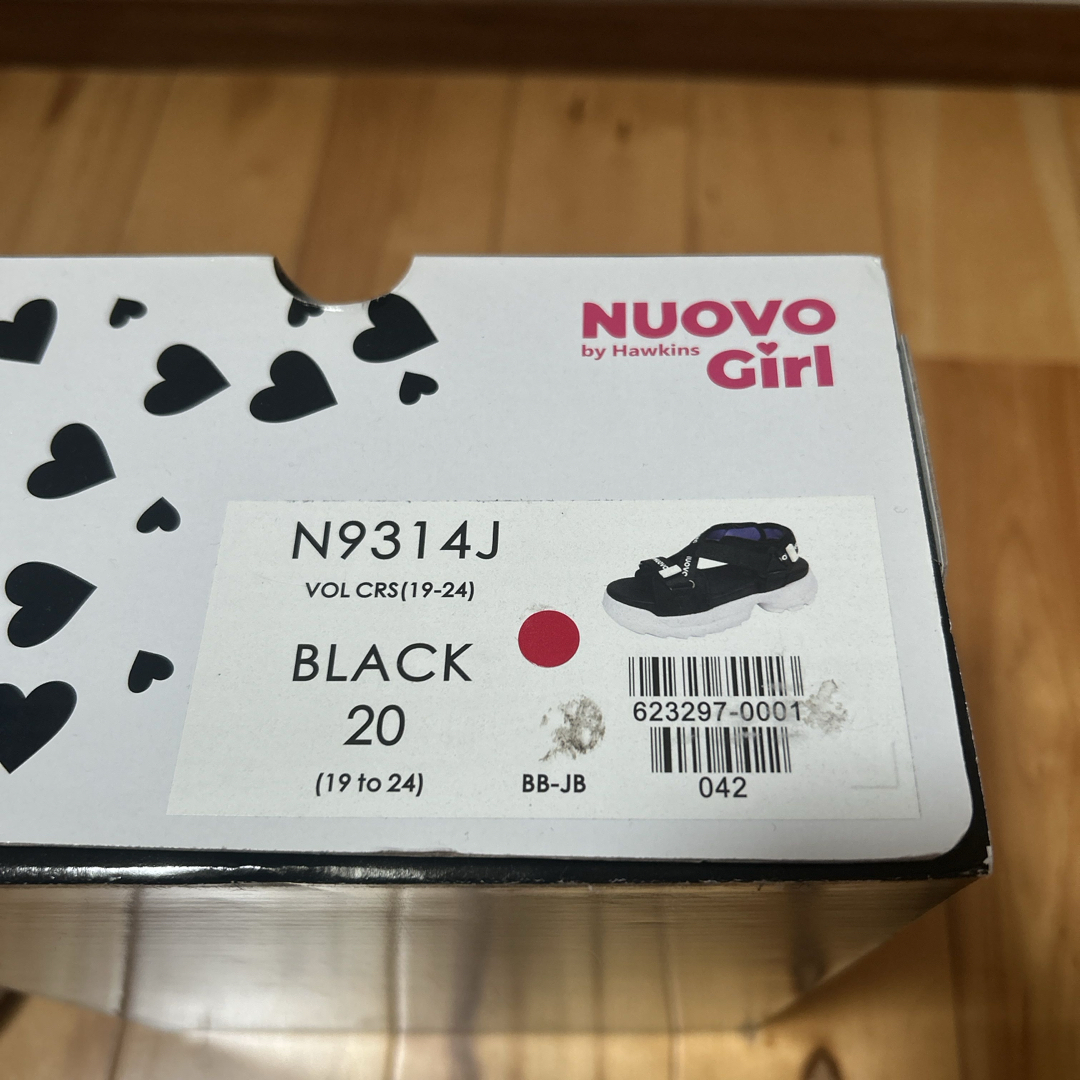 NUOVO
by Hawkins
Girl
N9314J
VOL CRS(19-24)
BLACK
20
(19 to 24)
BB-JB
623297-0001
042